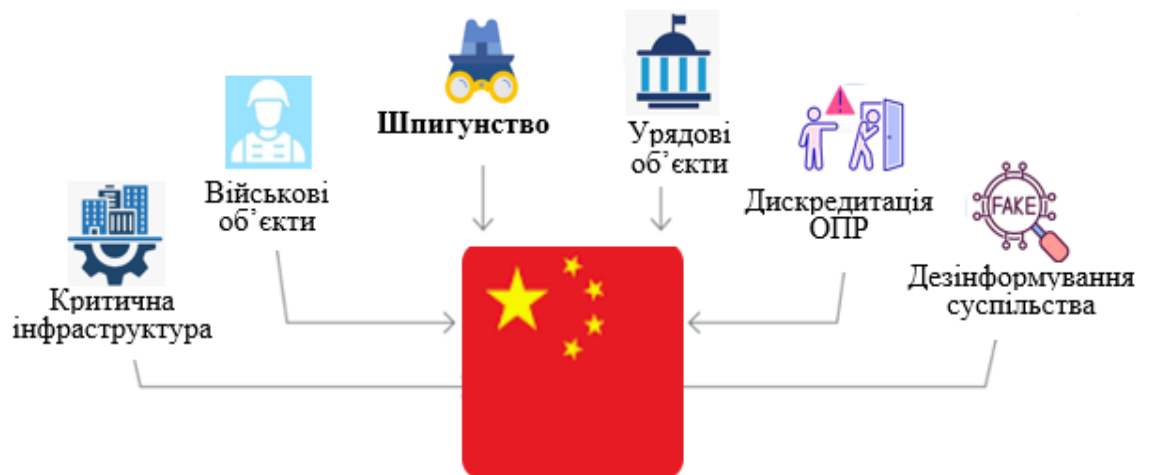 Шпигунство
Урядові
об’єкти
Військові
об’єкти
Дискредитація
ОПР
FAKE
Дезінформування
суспільства
Критична
інфраструктура